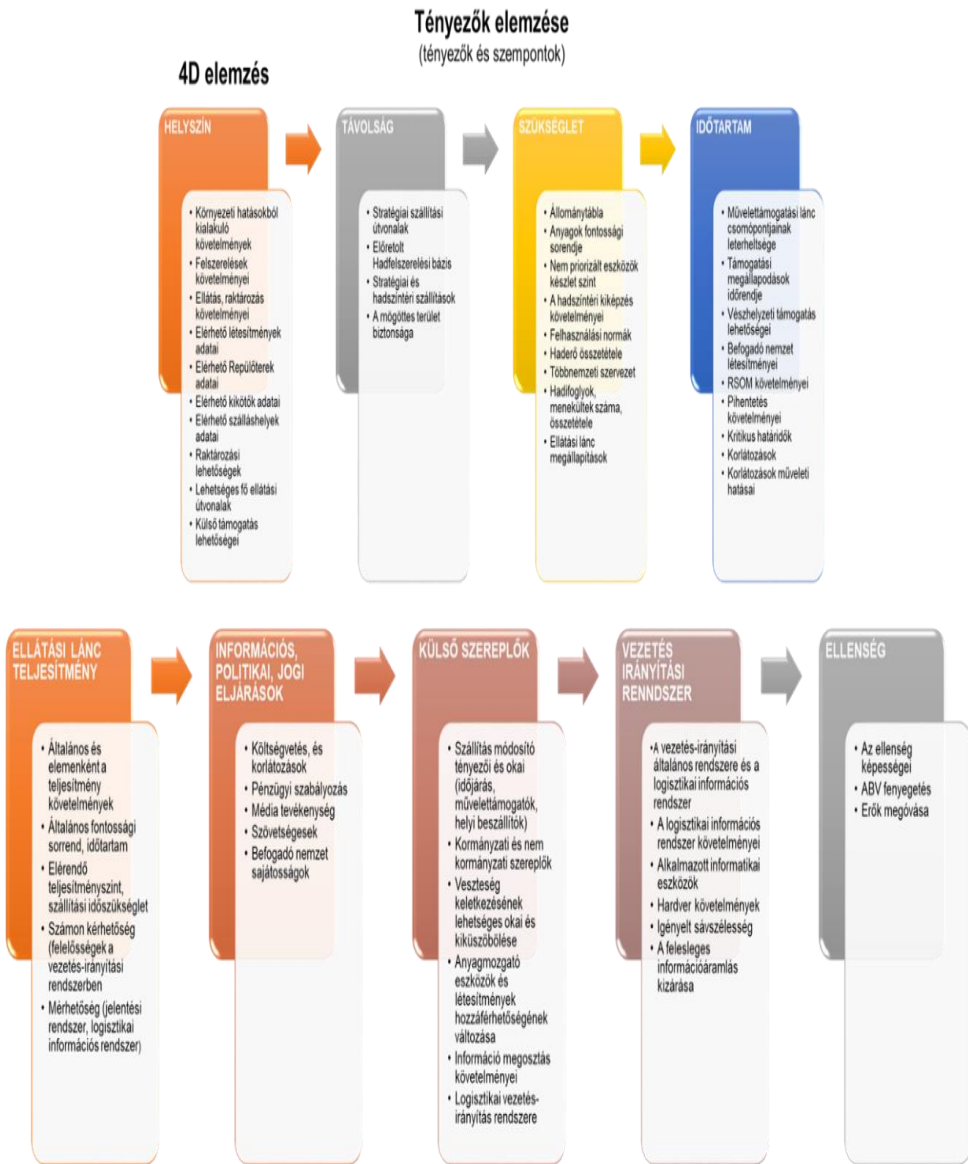 Tényezők elemzése
(tényezők és szempontok)
4D elemzés
HELYSZÍN
• Környezeti hatásokból
kialakuló
követelmények
• Felszerelések
követelményei
• Ellátás, raktározás
követelményei
• Elérhető létesítmények
adatai
• Elérhető Repülőterek
adatai
• Elérhető kikötők adatai
• Elérhető szálláshelyek
adatai
• Raktározási
lehetőségek
• Lehetséges fő ellátási
útvonalak
• Külső támogatás
lehetőségei
TÁVOLSÁG
• Stratégiai szállítási
útvonalak
• Előretolt
Hadfelszerelési bázis
• Stratégiai és
hadszíntéri szállítások
• A mögöttes terület
biztonsága
SZÜKSÉGLET
• Állománytábla
• Anyagok fontossági
sorendje
• Nem priorizált eszközök
készlet szint
• A hadszíntéri kiképzés
követelményei
• Felhasználási normák
• Haderő összetétele
• Többnemzeti szervezet
• Hadifoglyok,
menekültek száma,
összetétele
• Ellátási lánc
megállapítások
IDŐTARTAM
• Művelettámogatási lánc
csomópontjainak
leterheltsége
• Támogatási
megállapodások
időrendje
• Vészhelyzeti támogatás
lehetőségei
• Befogadó nemzet
létesítményei
• RSOM követelményei
• Pihentetés
követelményei
• Kritikus határidők
• Korlátozások
• Korlátozások műveleti
hatásai
ELLÁTÁSI LÁNC
TELJESÍTMÉNY
• Általános és
elemenként a
teljesítmény
követelmények
• Általános fontossági
sorrend, időtartam
• Elérendő
teljesítményszint,
szállítási időszükséglet
• Számon kérhetőség
(felelősségek a
vezetés-irányítási
rendszerben
• Mérhetőség (jelentési
rendszer, logisztikai
információs rendszer)
INFORMÁCIÓS,
POLITIKAI, JOGI
ELJÁRÁSOK
• Költségvetés, és
korlátozások
• Pénzügyi szabályozás
• Média tevékenység
• Szövetségesek
• Befogadó nemzet
sajátosságok
KÜLSŐ SZEREPLŐK
• Szállítás módosító
tényezői és okai
(időjárás,
művelettámogatók,
helyi beszállítók)
• Kormányzati és nem
kormányzati szereplők
• Veszteség
keletkezésének
lehetséges okai és
kiküszöbölése
• Anyagmozgató
eszközök és
létesítmények
hozzáférhetőségének
változása
• Információ megosztás
követelményei
• Logisztikai vezetés-
irányítás rendszere
VEZETÉS
IRÁNYÍTÁSI
RENNDSZER
•A vezetés-irányítási
általános rendszere és a
logisztikai információs
rendszer
• A logisztikai információs
rendszer követelményei
• Alkalmazott informatikai
eszközök
• Hardver követelmények
• Igényelt sávszélesség
• A felesleges
információáramlás
kizárása
ELLENSÉG
• Az ellenség
képességei
• ABV fenyegetés
• Erők megóvása